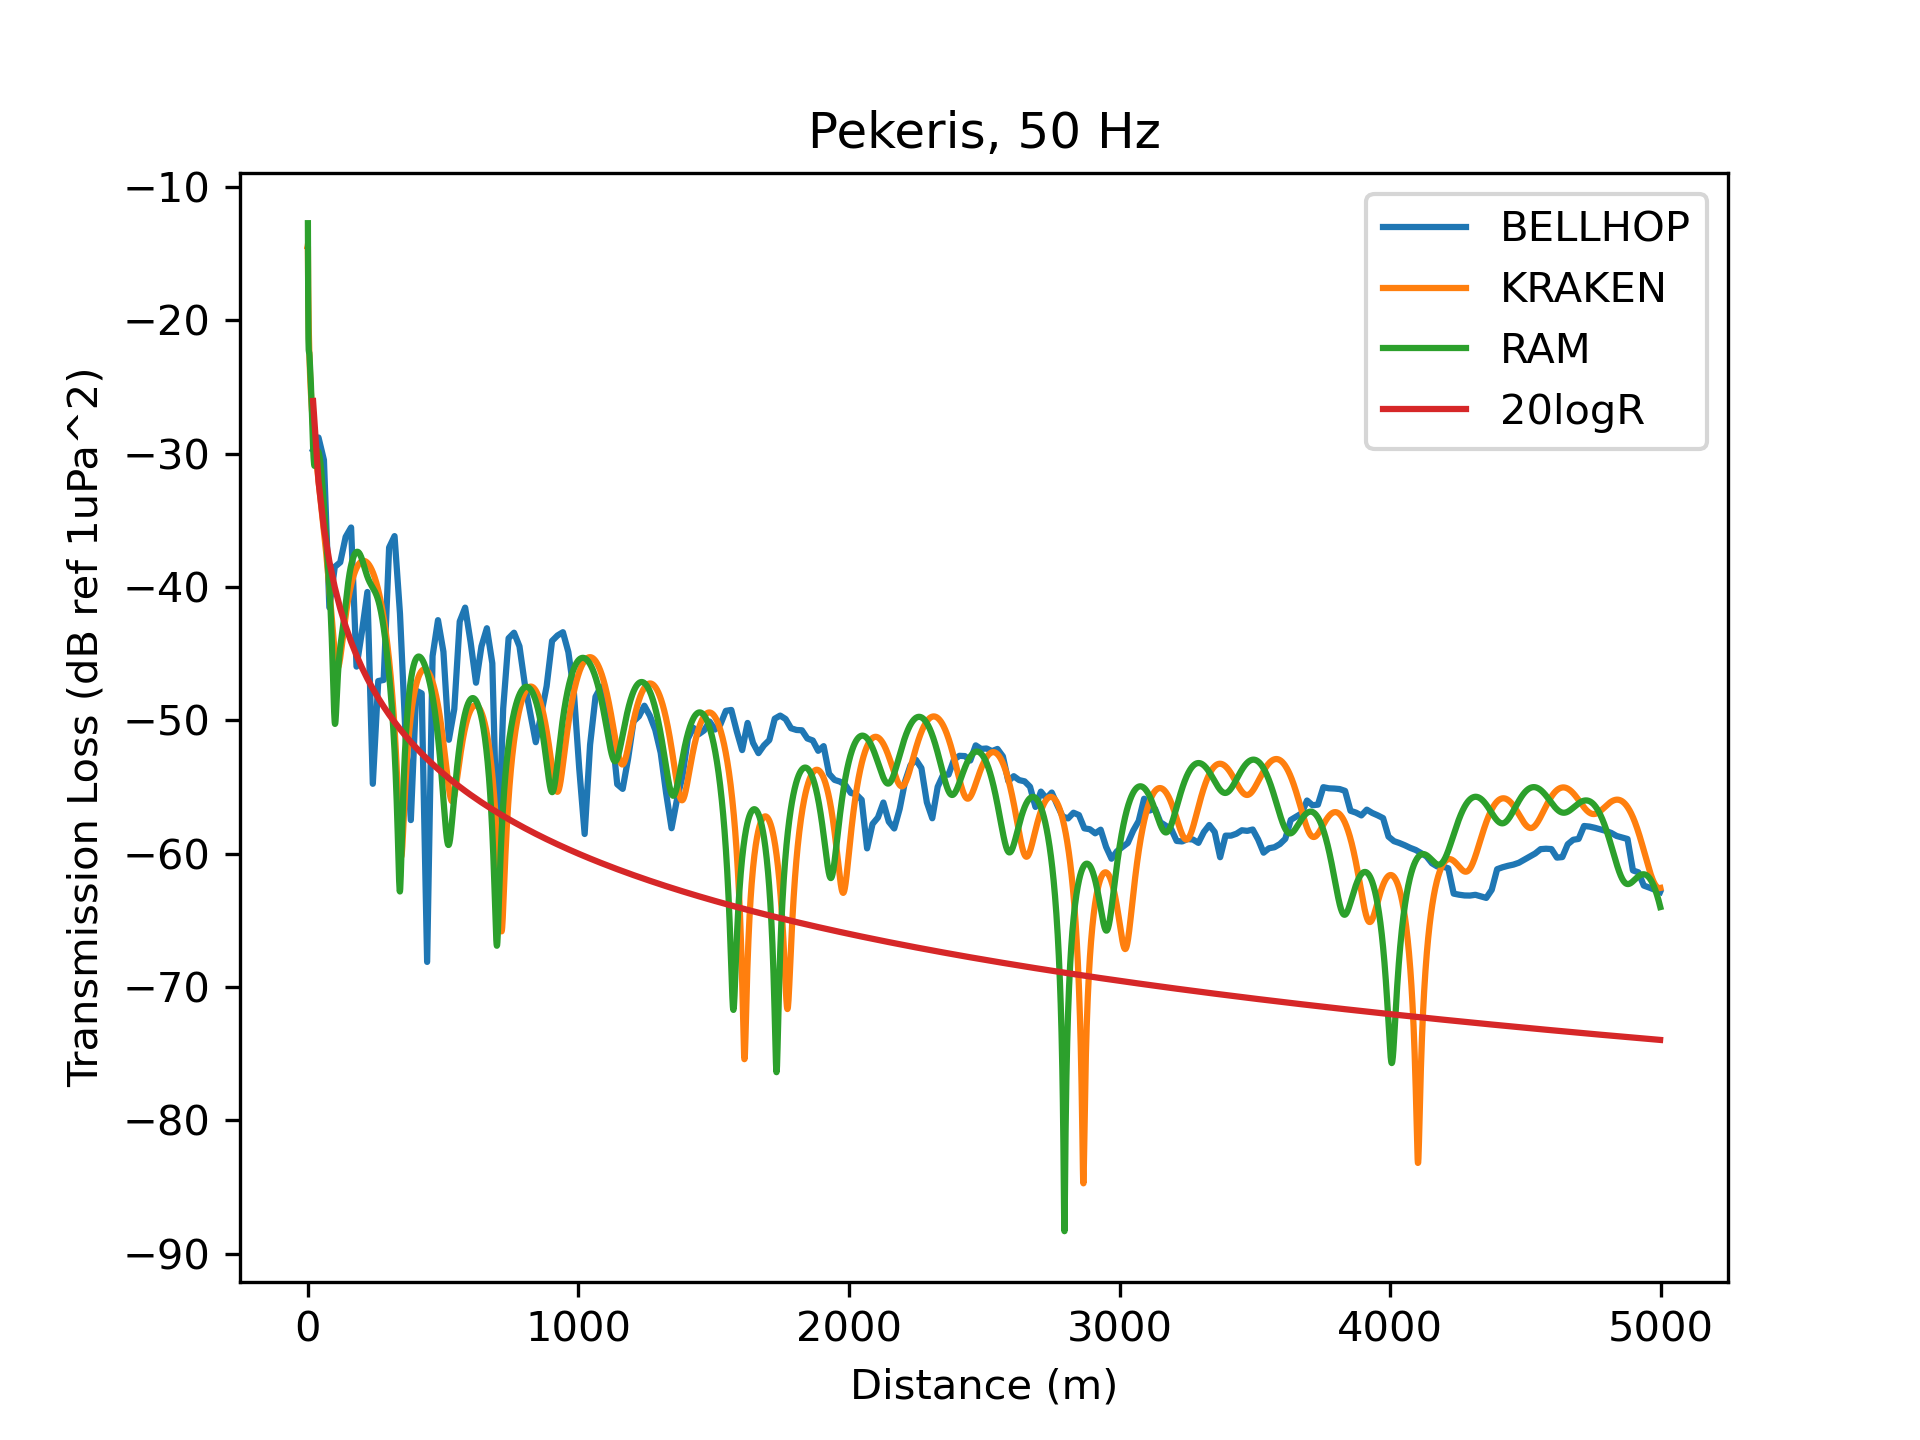 Pekeris, 50 Hz
Transmission Loss (dB ref 1uPa^2)
−10
−20
−30
−40
−50
−60
−70
−80
−90
BELLHOP
KRAKEN
RAM
20logR
0 1000 2000 3000 4000 5000
Distance (m)